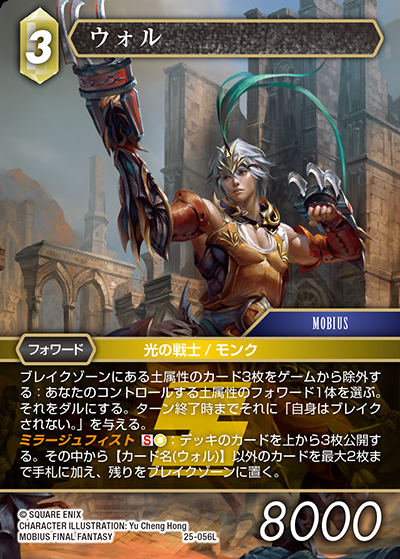 3
ウォル
MOBIUS
フォワード
光の戦士 / モンク
ブレイクゾーンにある土属性のカード3枚をゲームから除外す
る：あなたのコントロールする土属性のフォワード1体を選ぶ。
それをダルにする。ターン終了時までそれに「自身はブレイク
されない。」を与える。
ミラージュフィスト S：デッキのカードを上から3枚公開す
る。その中から【カード名(ウォル)】以外のカードを最大2枚ま
で手札に加え、残りをブレイクゾーンに置く。
土
© SQUARE ENIX
CHARACTER ILLUSTRATION: Yu Cheng Hong
MOBIUS FINAL FANTASY
25-056L
8000